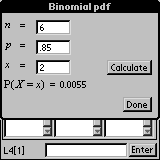 Binomial pdf
n = 6
p = .85
x = 2
Calculate
P(X = x) = 0.0055
Done
L4[1]
Enter